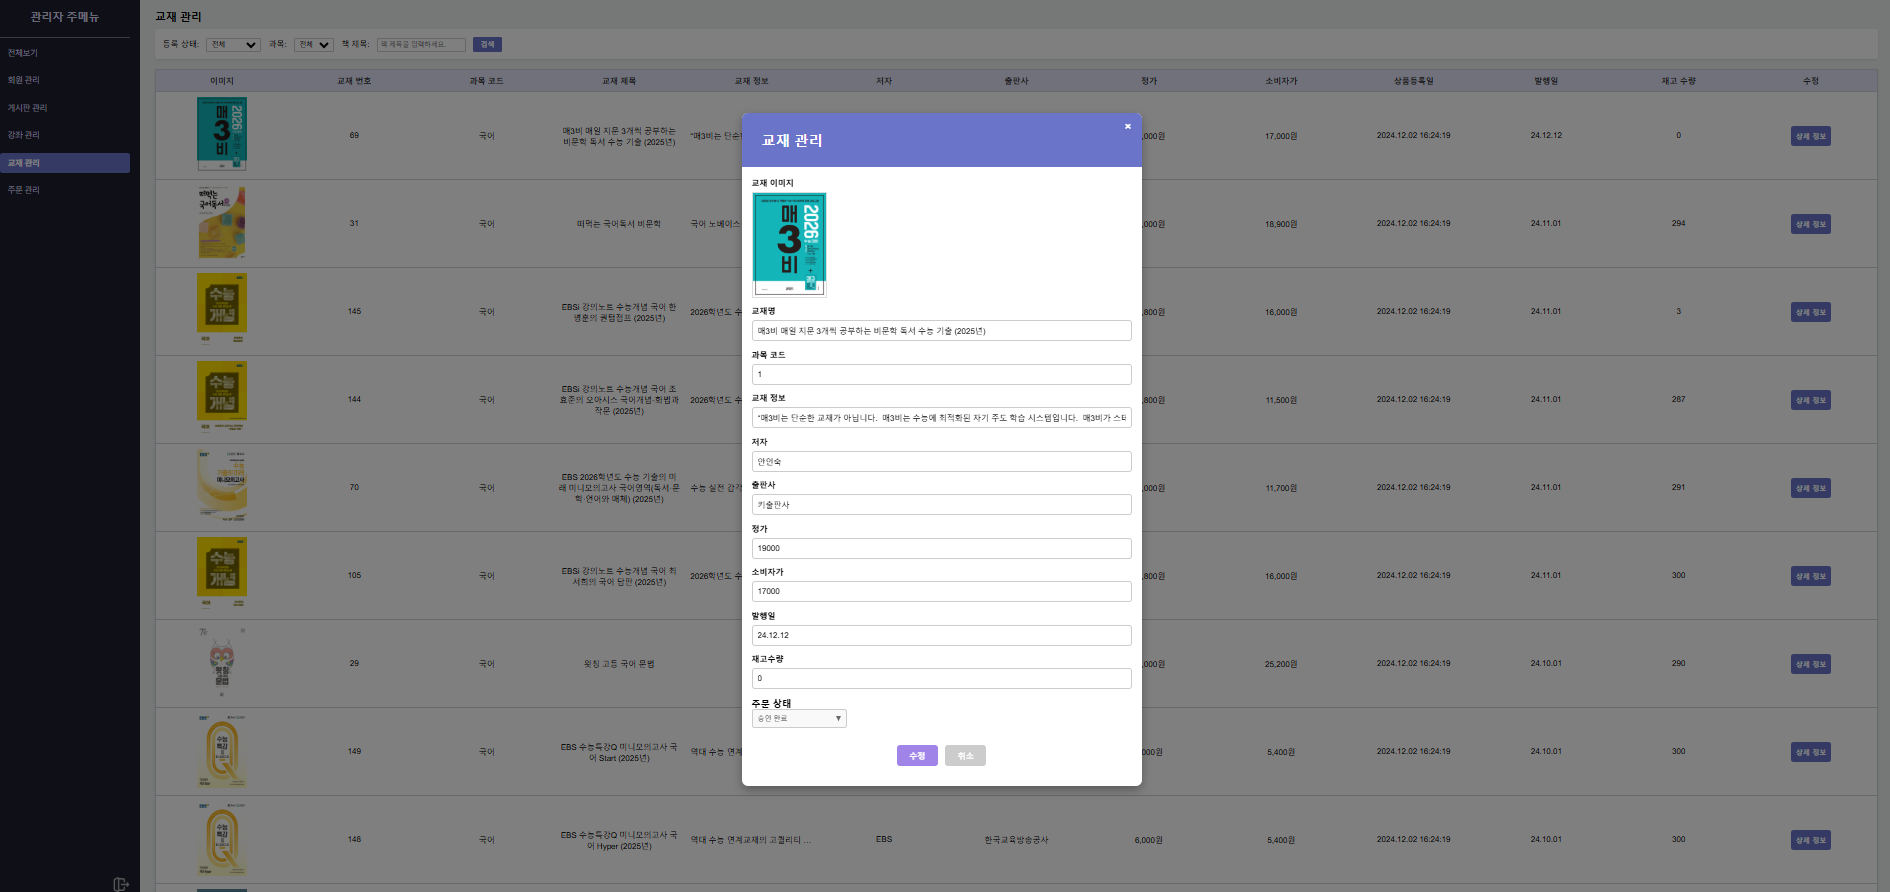 관리자 주메뉴
전체보기
회원 관리
게시판 관리
강좌 관리
교재 관리
주문 관리
교재 관리
등록 상태: 전체 과목: 전체 책 제목: 책 제목을 입력하세요. 검색
이미지 교재 번호 과목 코드 교재 제목 교재 정보 저자 출판사 정가 소비자가 상품등록일 발행일 재고 수량 수정
69 국어 매3비 매일 지문 3개씩 공부하는 비문학 독서 수능 기출 (2025년) "매3비는 단순 ,000원 17,000원 2024.12.02 16:24:19 24.12.12 0 상세 정보
31 국어 떠먹는 국어독서 비문학 국어 노베이스 ,000원 18,900원 2024.12.02 16:24:19 24.11.01 294 상세 정보
145 국어 EBSi 강의노트 수능개념 국어 한병훈의 권텀점프 (2025년) 2026학년도 수 ,800원 16,000원 2024.12.02 16:24:19 24.11.01 3 상세 정보
144 국어 EBSi 강의노트 수능개념 국어 조효준의 오아시스 국어개념-화법과 작문 (2025년) 2026학년도 수 ,800원 11,500원 2024.12.02 16:24:19 24.11.01 287 상세 정보
70 국어 EBS 2026학년도 수능 기출의 미래 미니모의고사 국어영역(독서·문학·언어와 매체) (2025년) 수능 실전 감각 ,000원 11,700원 2024.12.02 16:24:19 24.11.01 291 상세 정보
105 국어 EBSi 강의노트 수능개념 국어 최서희의 국어 담판 (2025년) 2026학년도 수 ,800원 16,000원 2024.12.02 16:24:19 24.11.01 300 상세 정보
29 국어 윗칭 고등 국어 문법 ,000원 25,200원 2024.12.02 16:24:19 24.10.01 290 상세 정보
149 국어 EBS 수능특강Q 미니모의고사 국어 Start (2025년) 역대 수능 연계 000원 5,400원 2024.12.02 16:24:19 24.10.01 300 상세 정보
148 국어 EBS 수능특강Q 미니모의고사 국어 Hyper (2025년) 역대 수능 연계교재의 고퀄리티 ... EBS 한국교육방송공사 6,000원 5,400원 2024.12.02 16:24:19 24.10.01 300 상세 정보
교재 관리
교재 이미지
2026
매3비
교재명
매3비 매일 지문 3개씩 공부하는 비문학 독서 수능 기출 (2025년)
과목 코드
1
교재 정보
"매3비는 단순한 교재가 아닙니다. 매3비는 수능에 최적화된 자기 주도 학습 시스템입니다. 매3비가 스터
저자
안인숙
출판사
키출판사
정가
19000
소비자가
17000
발행일
24.12.12
재고수량
0
주문 상태
승인 완료
수정 취소